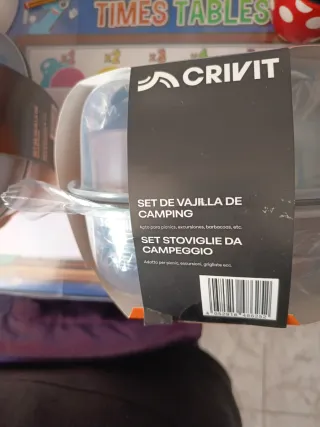 TIMES TABLES
CRIVIT
SET DE VAJILLA DE
CAMPING
Apto para picnics, excursiones, barbacoas, etc.
SET STOVIGLIE DA
CAMPEGGIO
Adatto per picnic, escursioni, grigliate ecc.